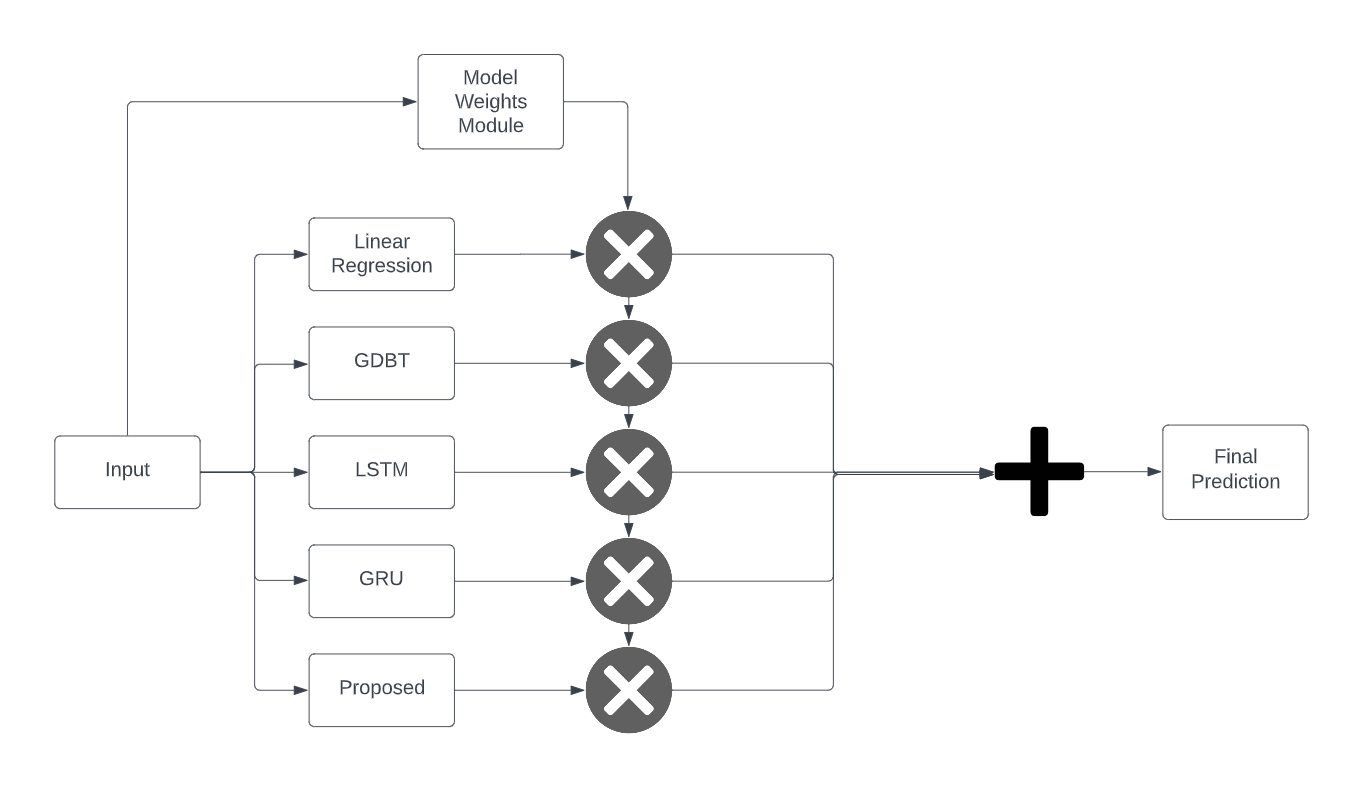 Model
Weights
Module
Linear
Regression
GDBT
Input
LSTM
Final
Prediction
GRU
Proposed